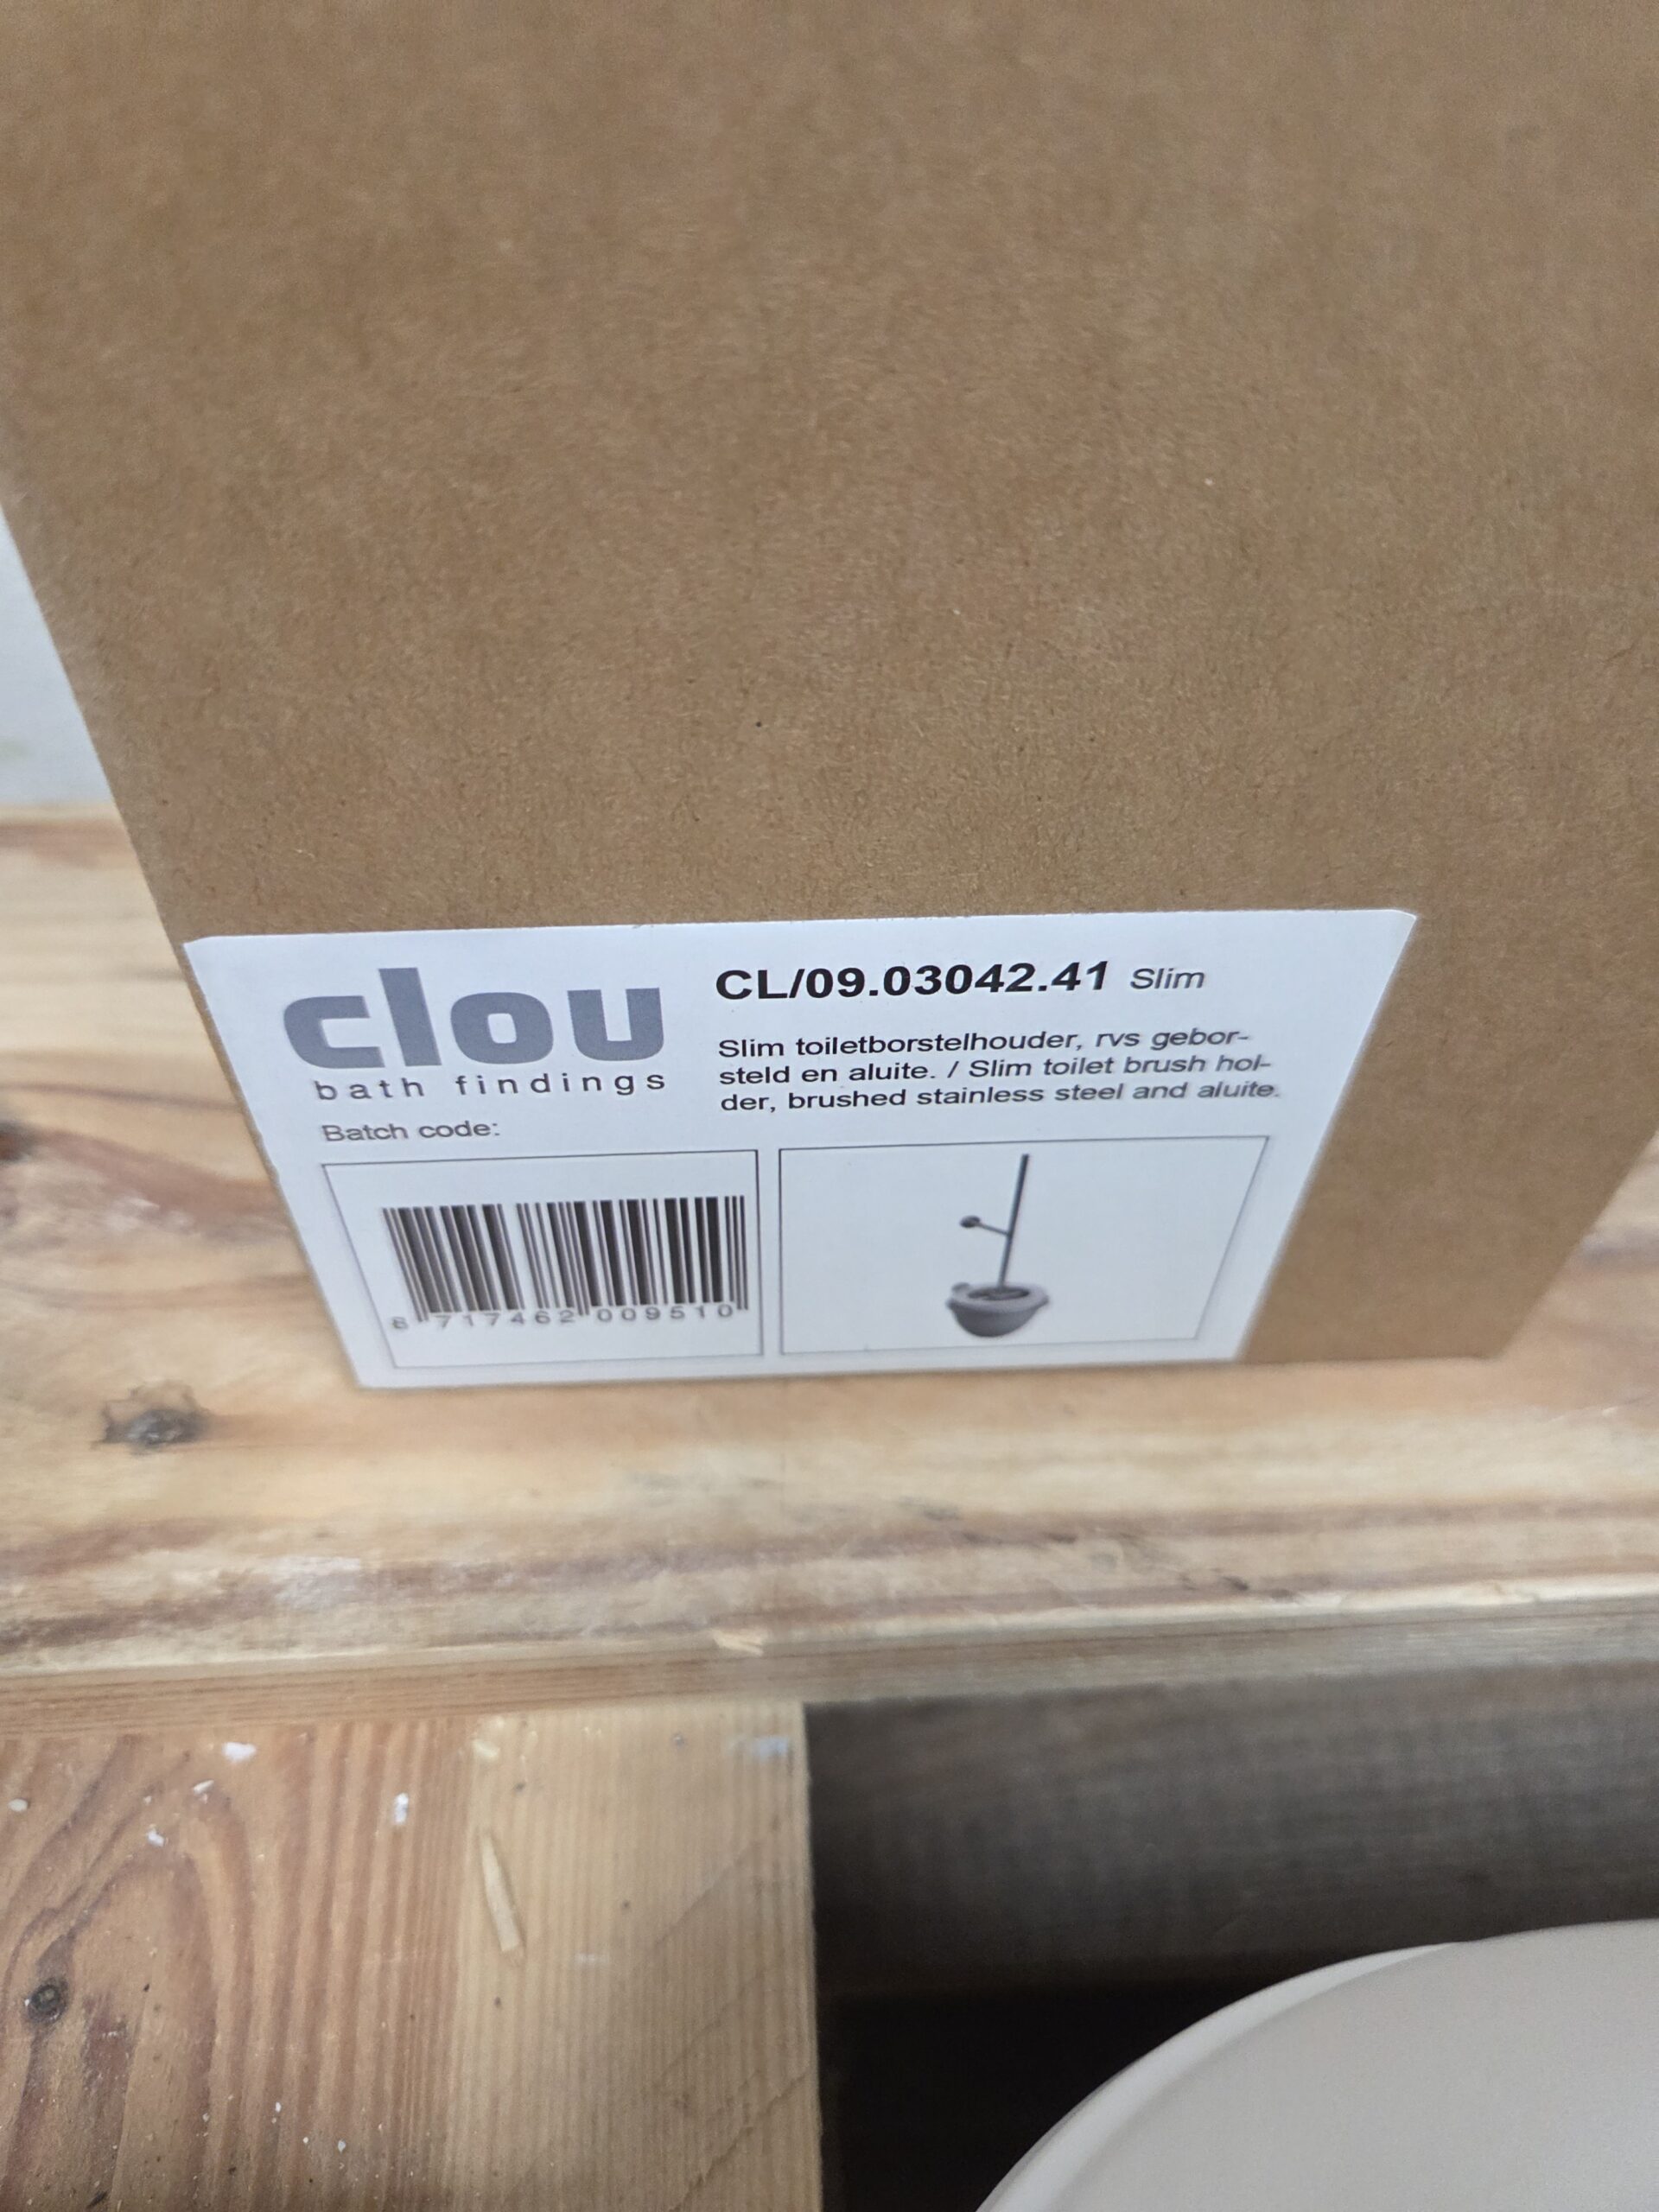 clou
bath findings
Batch code:
8 717462 009510
CL/09.03042.41 Slim
Slim toiletborstelhouder, rvs gebor-
steld en aluite. / Slim toilet brush hol-
der, brushed stainless steel and aluite.